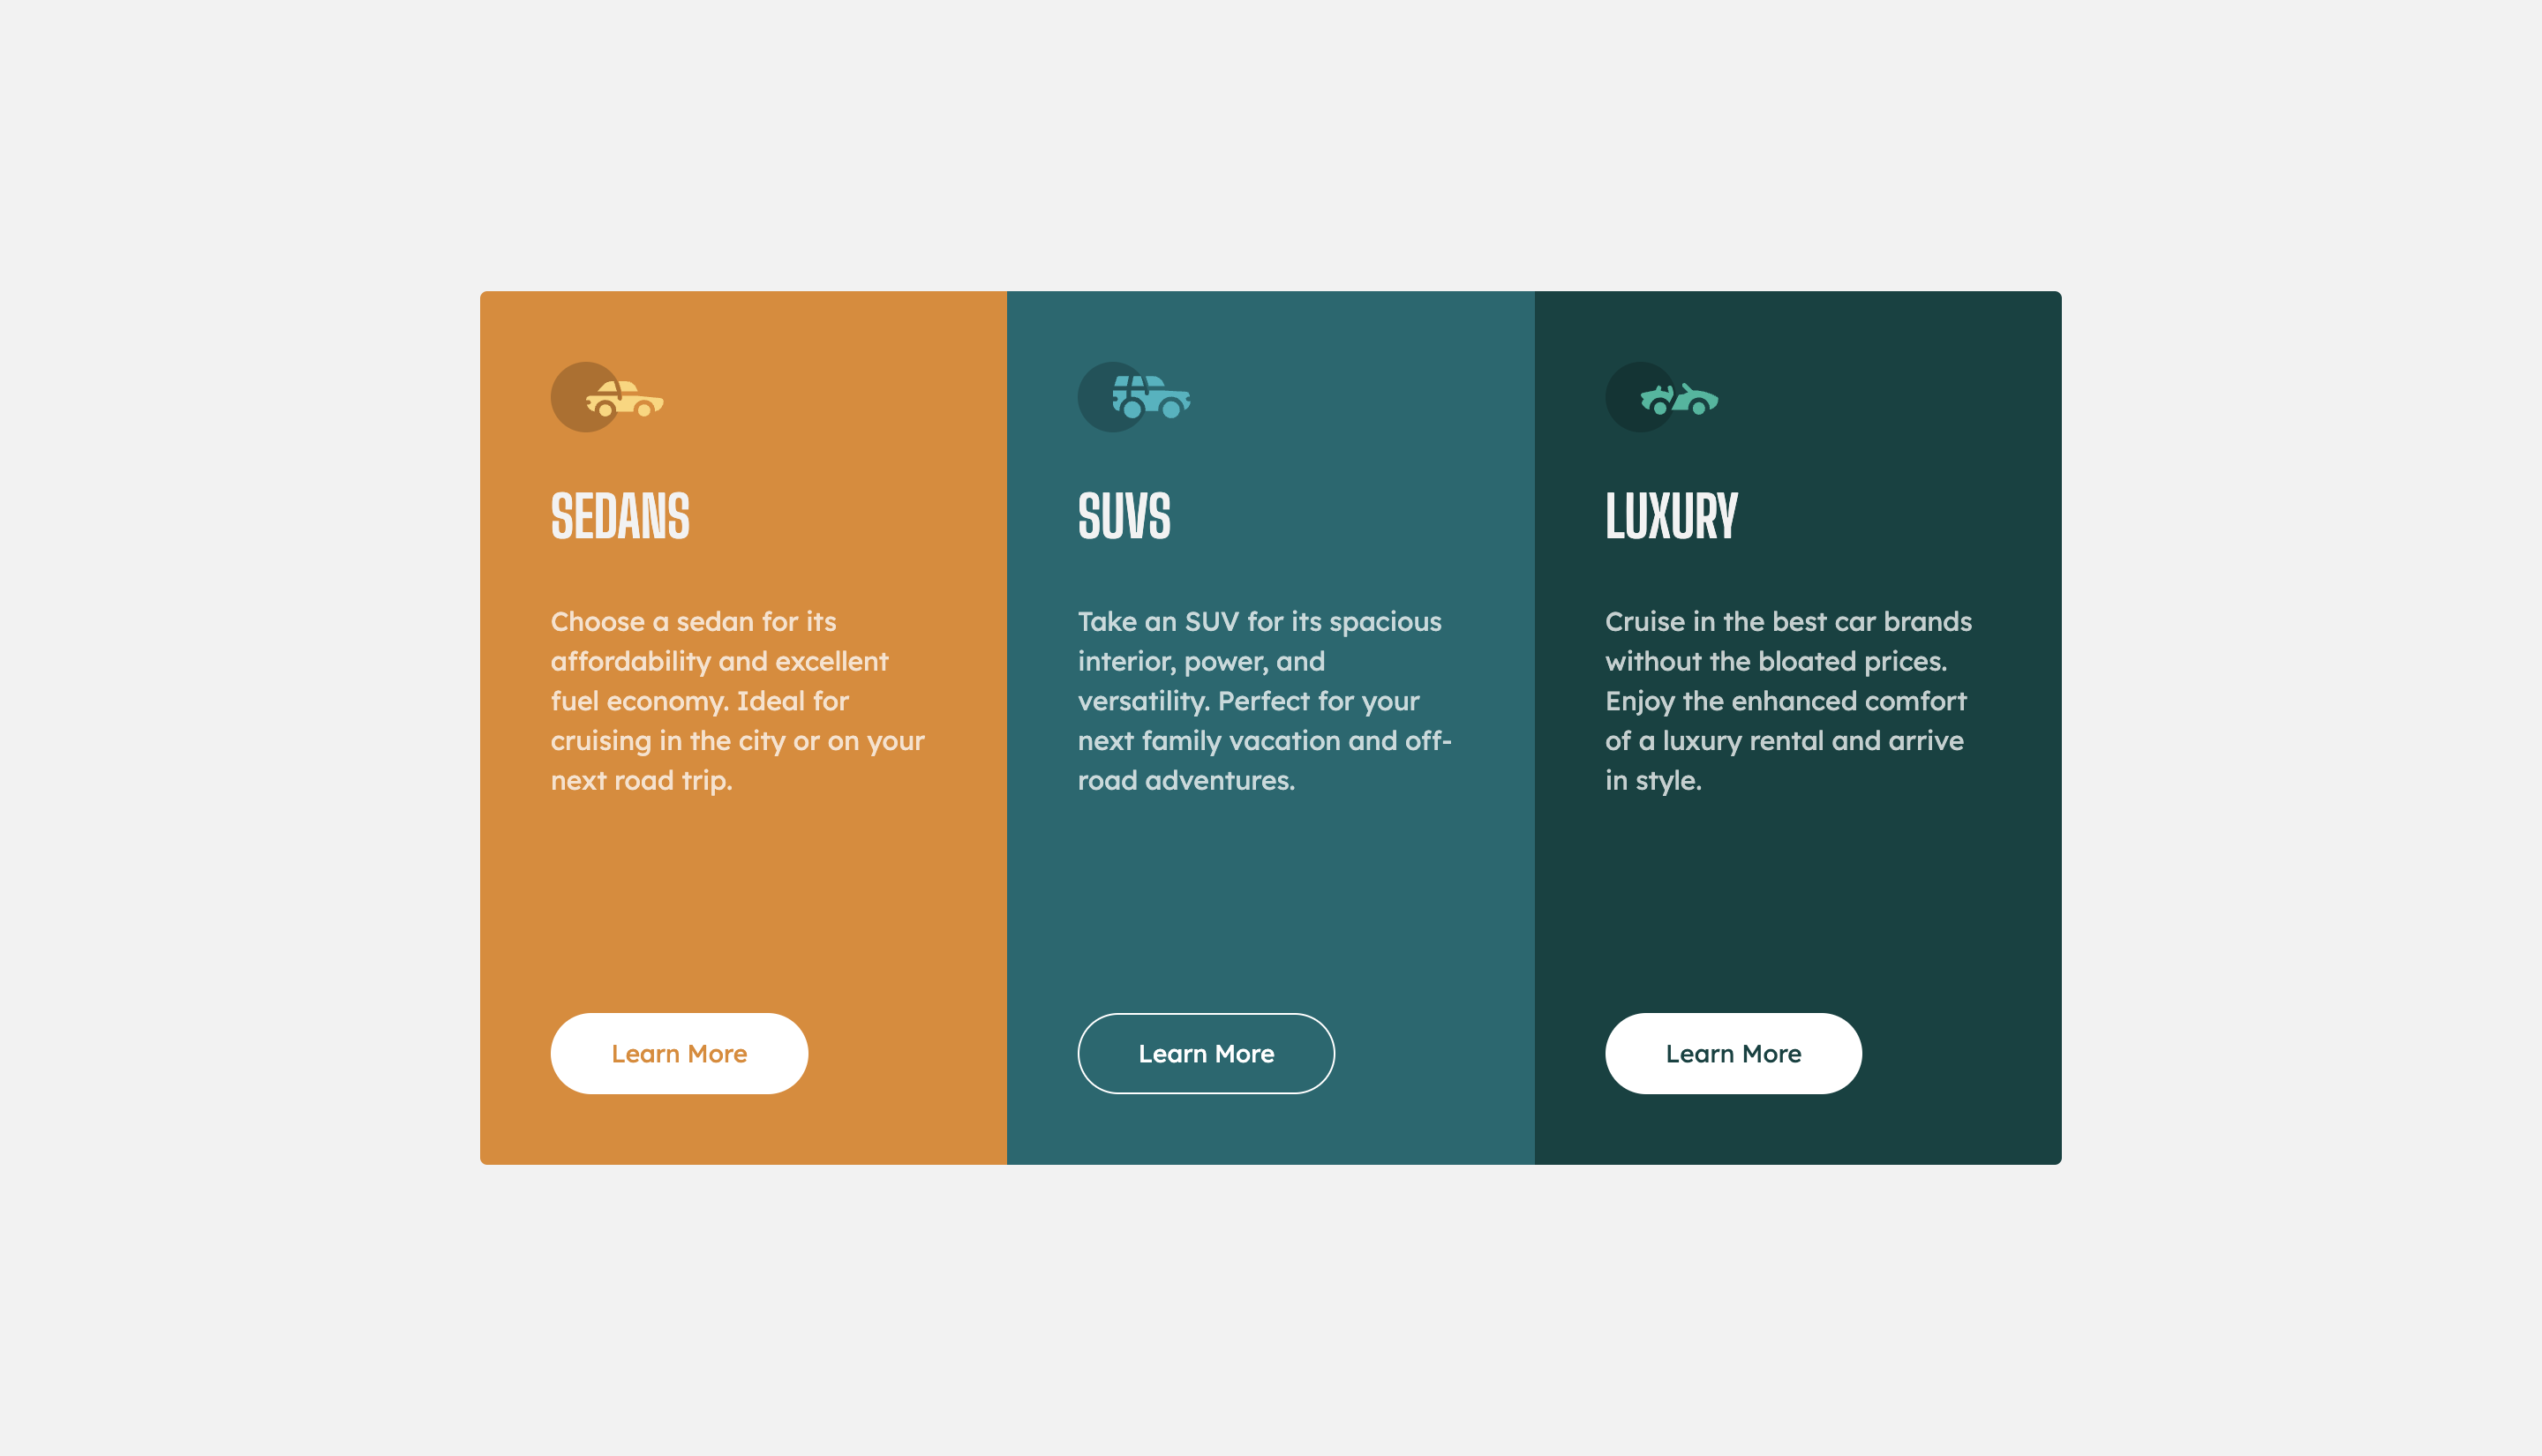 SEDANS
Choose a sedan for its
affordability and excellent
fuel economy. Ideal for
cruising in the city or on your
next road trip.
Learn More
SUVS
Take an SUV for its spacious
interior, power, and
versatility. Perfect for your
next family vacation and off-
road adventures.
Learn More
LUXURY
Cruise in the best car brands
without the bloated prices.
Enjoy the enhanced comfort
of a luxury rental and arrive
in style.
Learn More